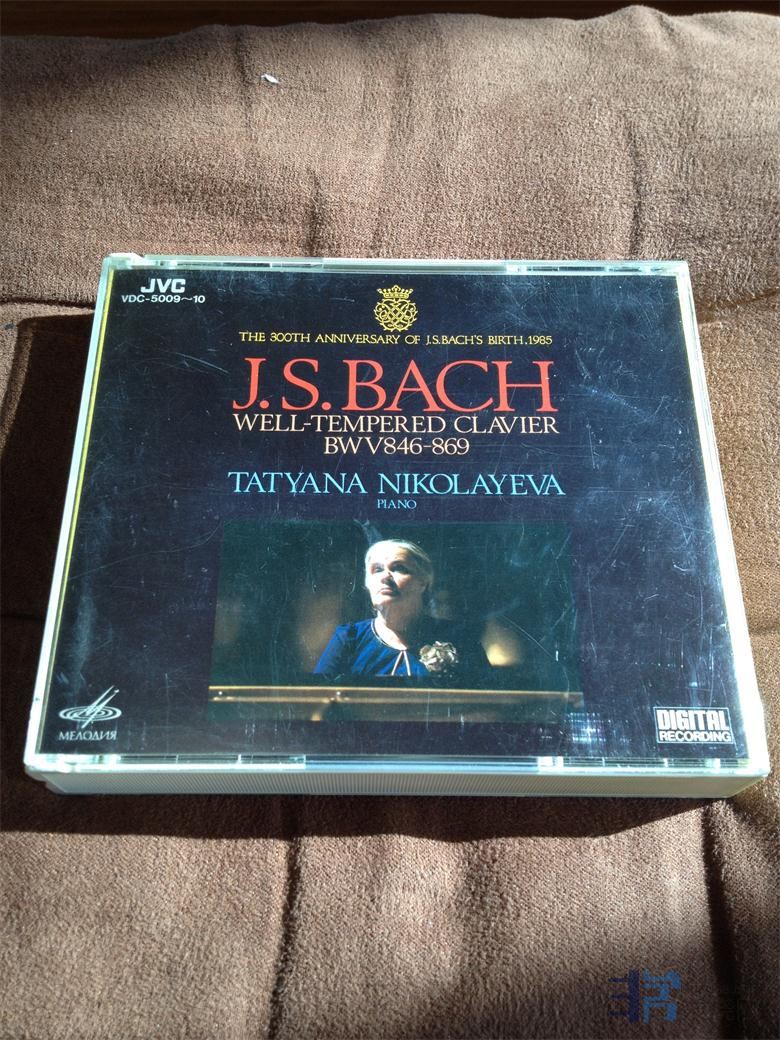 JVC
VDC-5009～10
THE 300TH ANNIVERSARY OF J.S.BACH'S BIRTH.1985
J.S.BACH
WELL-TEMPERED CLAVIER
BWV846-869
TATYANA NIKOLAYEVA
PIANO
МЕЛОДИЯ
DIGITAL
RECORDING